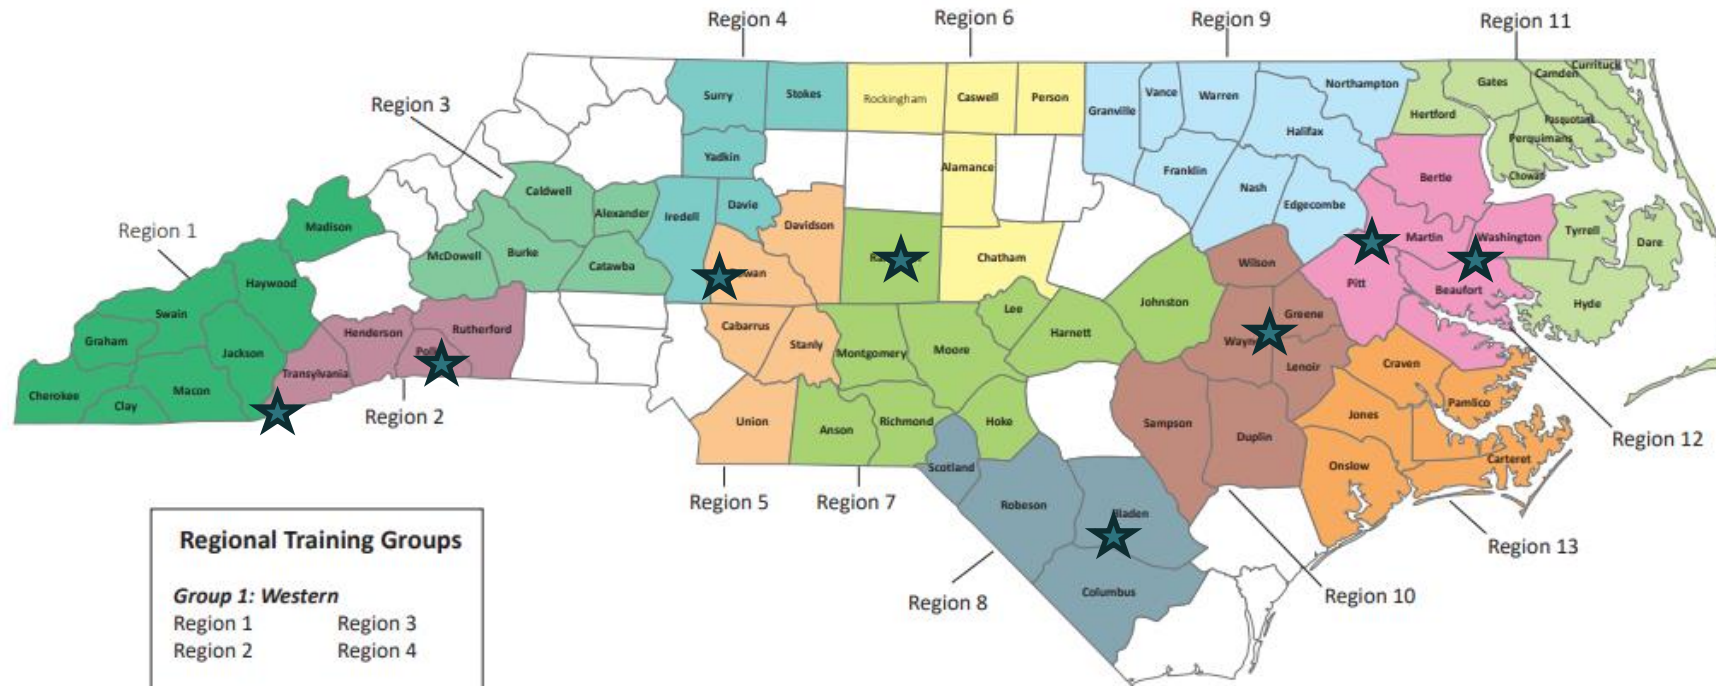 Region 4
Region 6
Region 9
Region 11
Region 3
Region 1
Surry
Stokes
Rockingham
Caswell
Person
Granville
Vance
Warren
Northampton
Hertford
Gates
Camden
Currituck
Pasquotank
Perquimans
Chowan
Halifax
Yadkin
Alamance
Franklin
Nash
Edgecombe
Bertie
Madison
Caldwell
Alexander
Iredell
Davie
Davidson
McDowell
Burke
Catawba
Chatham
Martin
Washington
Tyrrell
Dare
Haywood
Wilson
Pitt
Beaufort
Hyde
Swain
Graham
Jackson
Henderson
Rutherford
Transylvania
Cherokee
Clay
Macon
Cabarrus
Stanly
Montgomery
Moore
Lee
Harnett
Johnston
Greene
Lenoir
Craven
Pamlico
Jones
Region 2
Union
Anson
Richmond
Hoke
Scotland
Sampson
Duplin
Onslow
Carteret
Region 12
Region 5
Region 7
Robeson
Bladen
Columbus
Region 8
Region 10
Region 13
Regional Training Groups
Group 1: Western
Region 1 Region 3
Region 2 Region 4